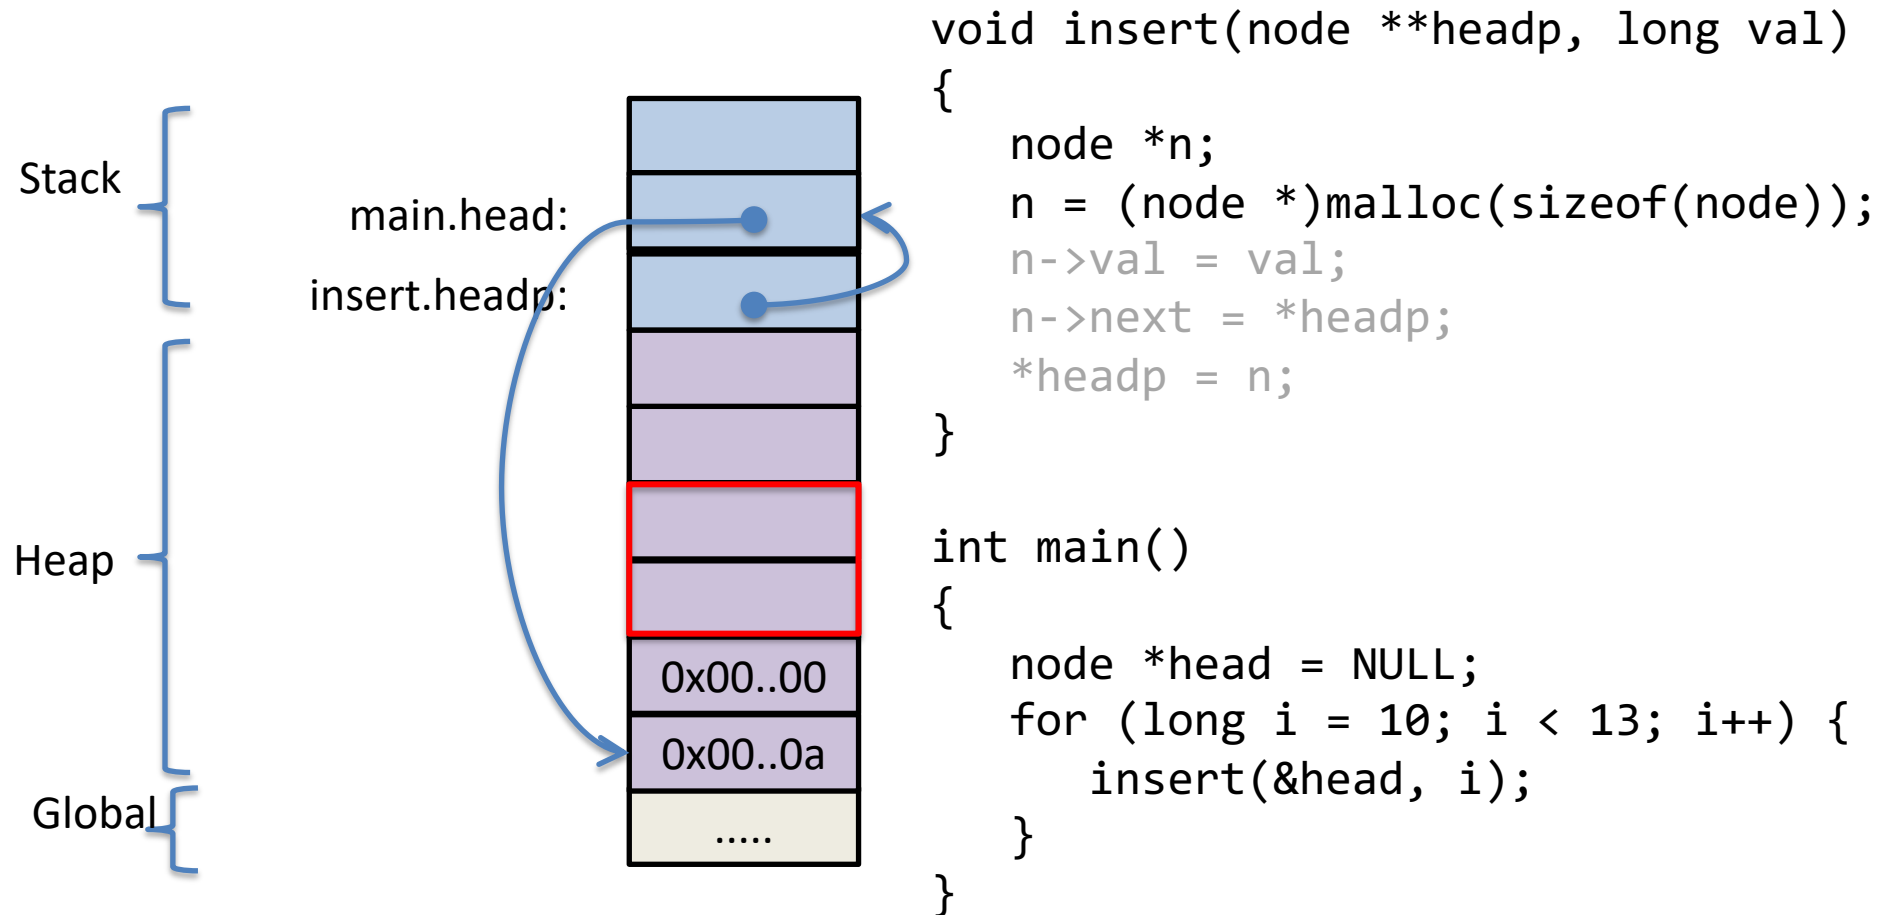 Stack
main.head:
insert.headp:
Heap
0x00..00
0x00..0a
Global
.....
void insert(node **headp, long val)
{
   node *n;
   n = (node *)malloc(sizeof(node));
   n->val = val;
   n->next = *headp;
   *headp = n;
}
int main()
{
   node *head = NULL;
   for (long i = 10; i < 13; i++) {
      insert(&head, i);
   }
}